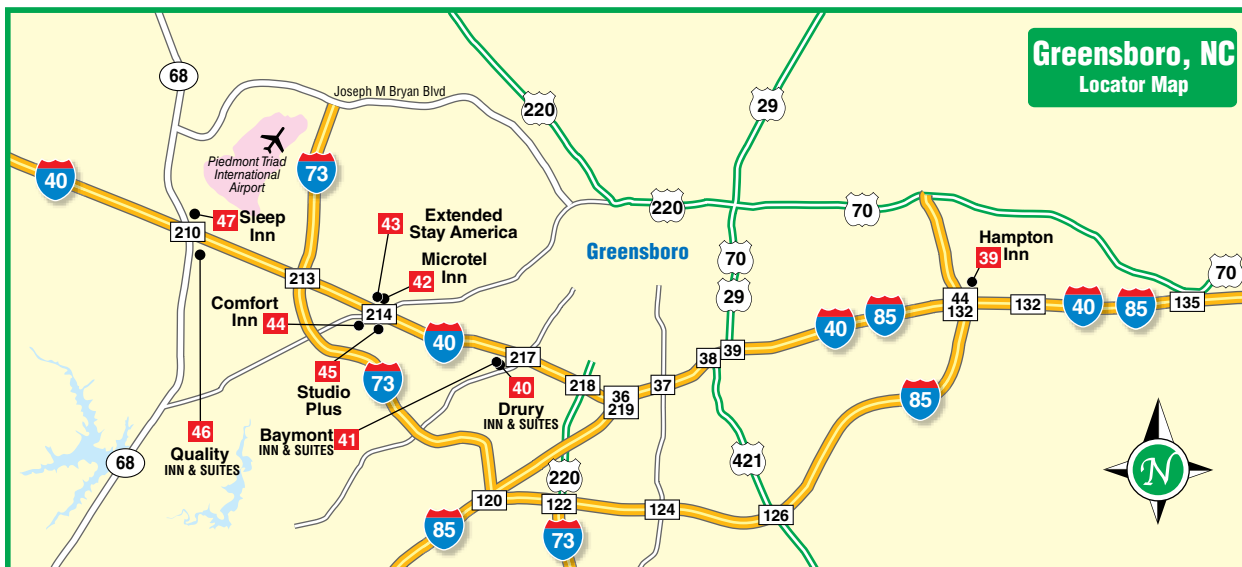 Greensboro, NC
Locator Map
68
Joseph M Bryan Blvd
220
29
40
Piedmont Triad
International
Airport
73
47 Sleep
Inn
210
43 Extended
Stay America
42 Microtel
Inn
220
70
Greensboro
70
29
Hampton
39 Inn
70
213
Comfort
Inn 44
214
40
217
45
Studio
Plus
73
40
Drury
INN & SUITES
Baymont 41
INN & SUITES
46
Quality
INN & SUITES
68
218
36
219
37
38
39
40
85
44
132
132
40
85
135
85
421
220
120
122
124
126
85
73
N